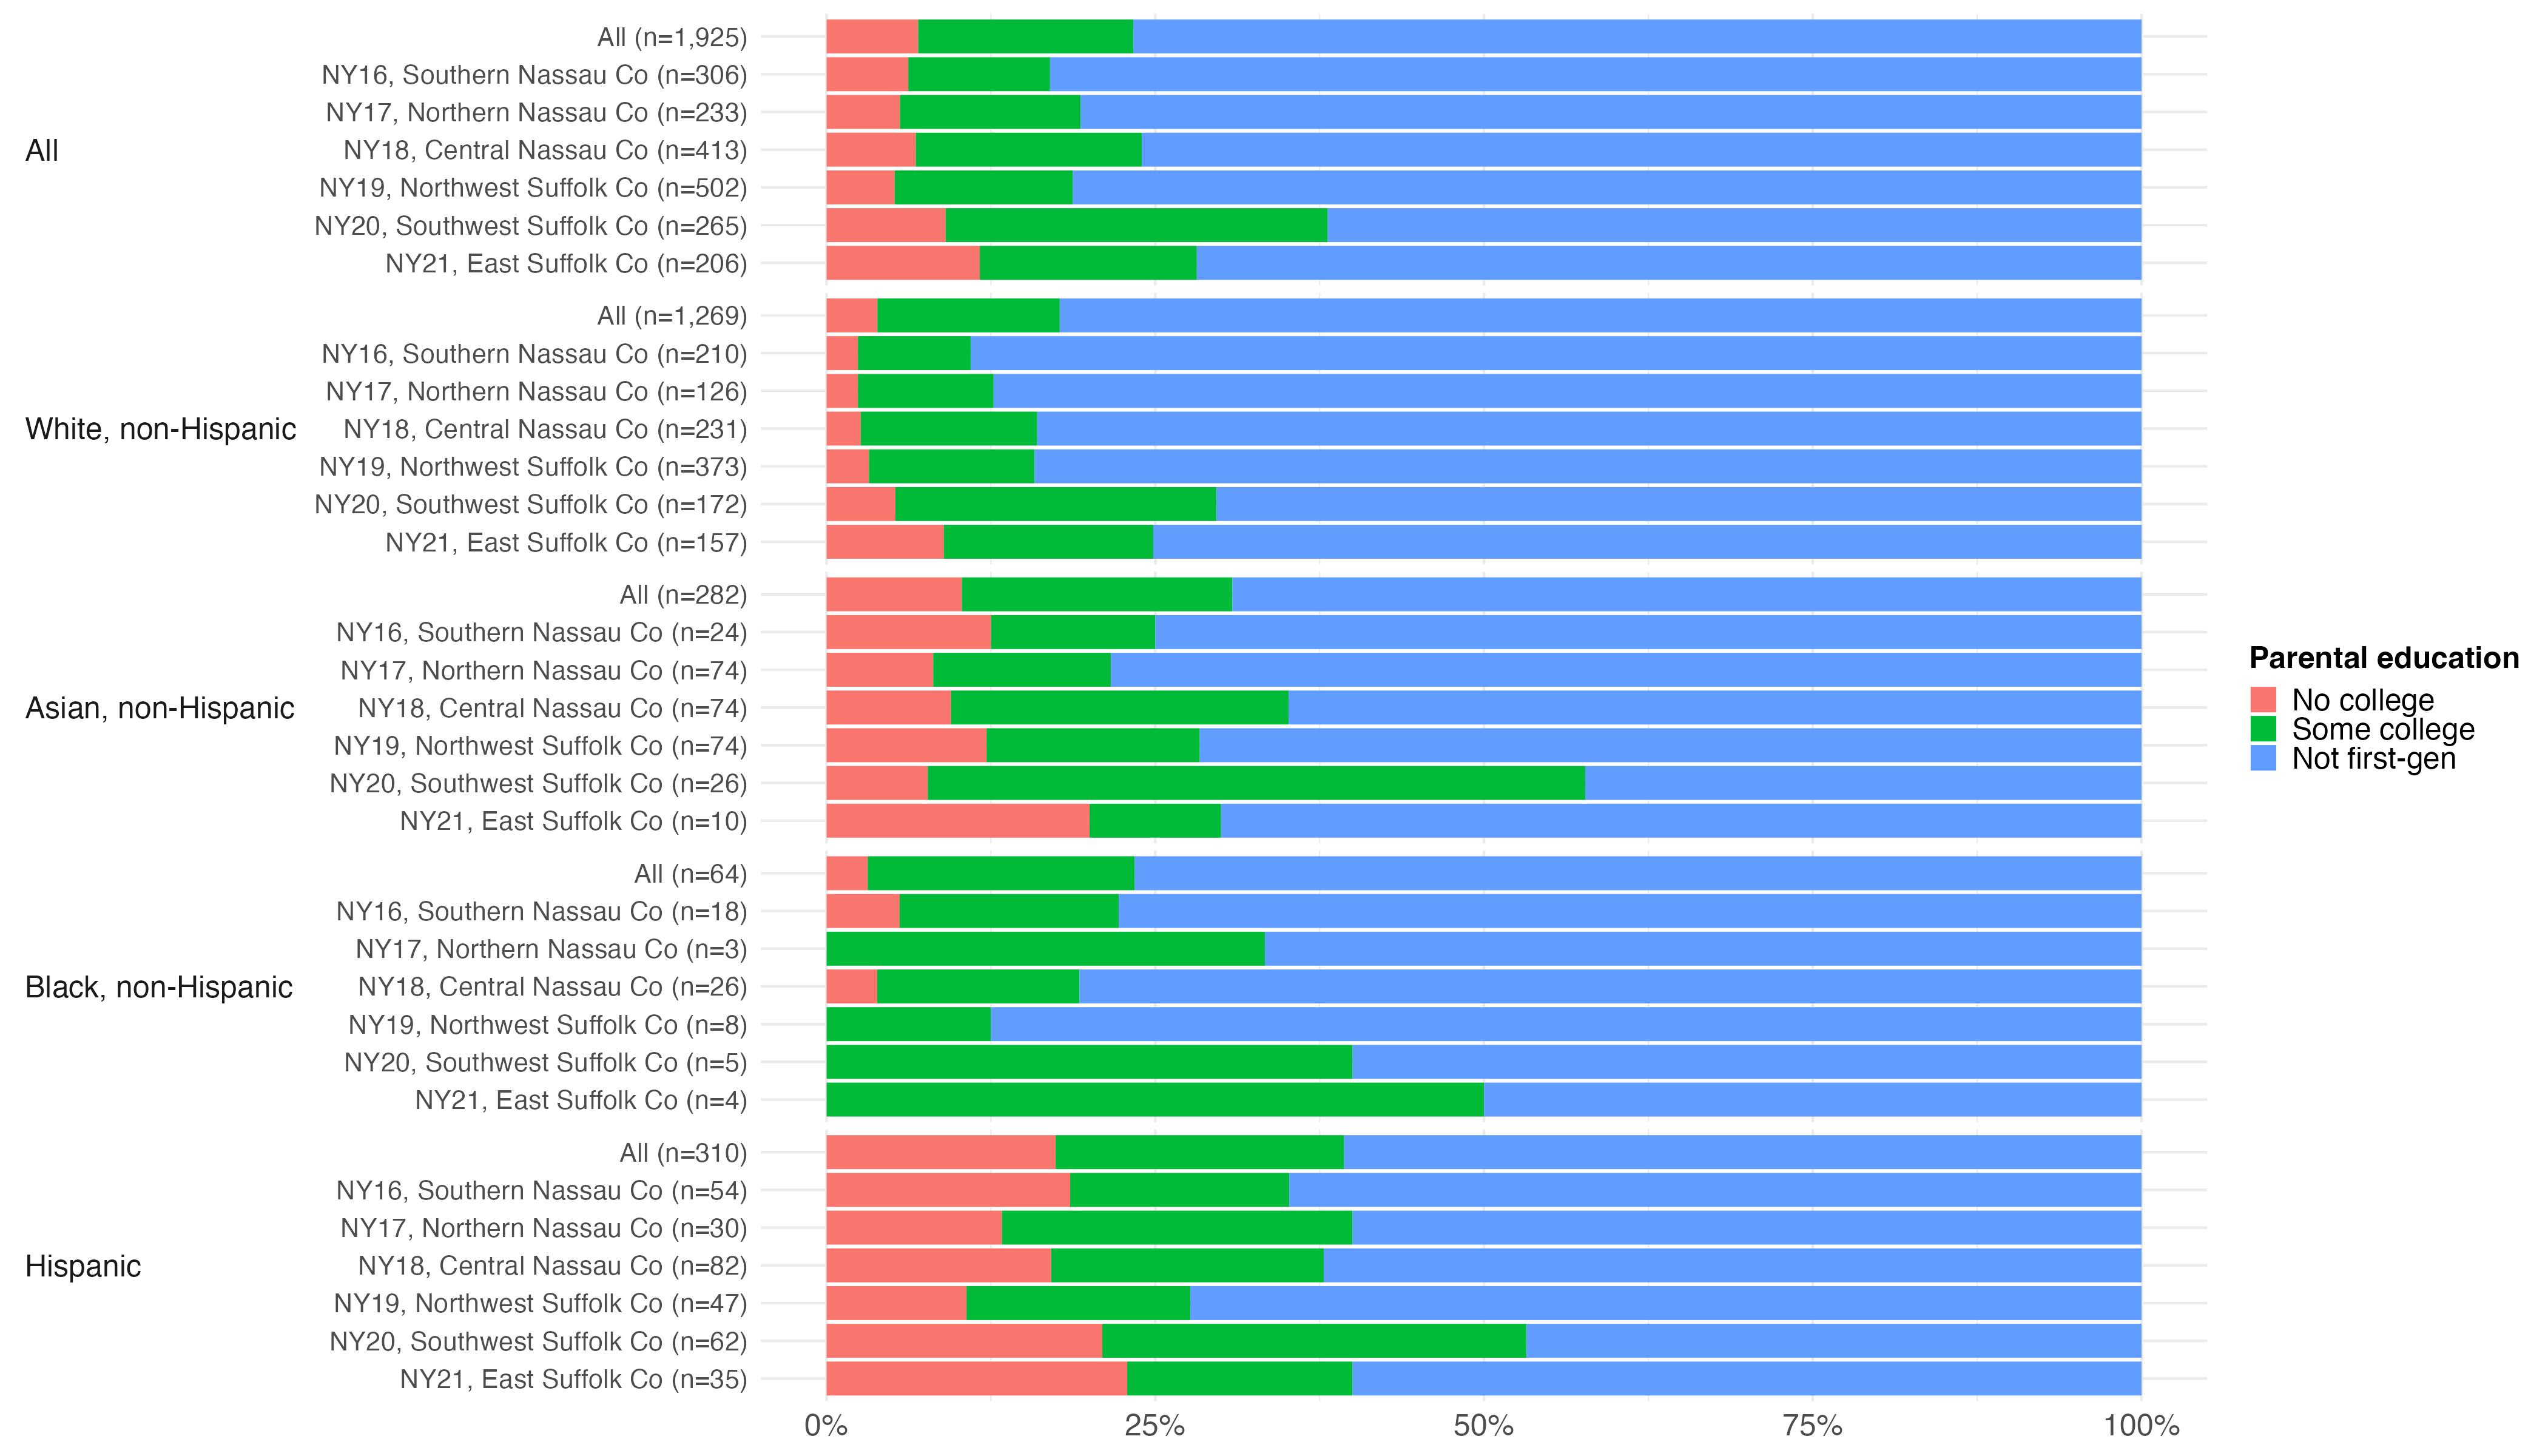 All
All (n=1,925)
NY16, Southern Nassau Co (n=306)
NY17, Northern Nassau Co (n=233)
NY18, Central Nassau Co (n=413)
NY19, Northwest Suffolk Co (n=502)
NY20, Southwest Suffolk Co (n=265)
NY21, East Suffolk Co (n=206)
White, non-Hispanic
All (n=1,269)
NY16, Southern Nassau Co (n=210)
NY17, Northern Nassau Co (n=126)
NY18, Central Nassau Co (n=231)
NY19, Northwest Suffolk Co (n=373)
NY20, Southwest Suffolk Co (n=172)
NY21, East Suffolk Co (n=157)
Asian, non-Hispanic
All (n=282)
NY16, Southern Nassau Co (n=24)
NY17, Northern Nassau Co (n=74)
NY18, Central Nassau Co (n=74)
NY19, Northwest Suffolk Co (n=74)
NY20, Southwest Suffolk Co (n=26)
NY21, East Suffolk Co (n=10)
Black, non-Hispanic
All (n=64)
NY16, Southern Nassau Co (n=18)
NY17, Northern Nassau Co (n=3)
NY18, Central Nassau Co (n=26)
NY19, Northwest Suffolk Co (n=8)
NY20, Southwest Suffolk Co (n=5)
NY21, East Suffolk Co (n=4)
Hispanic
All (n=310)
NY16, Southern Nassau Co (n=54)
NY17, Northern Nassau Co (n=30)
NY18, Central Nassau Co (n=82)
NY19, Northwest Suffolk Co (n=47)
NY20, Southwest Suffolk Co (n=62)
NY21, East Suffolk Co (n=35)
0% 25% 50% 75% 100%
Parental education
No college
Some college
Not first-gen